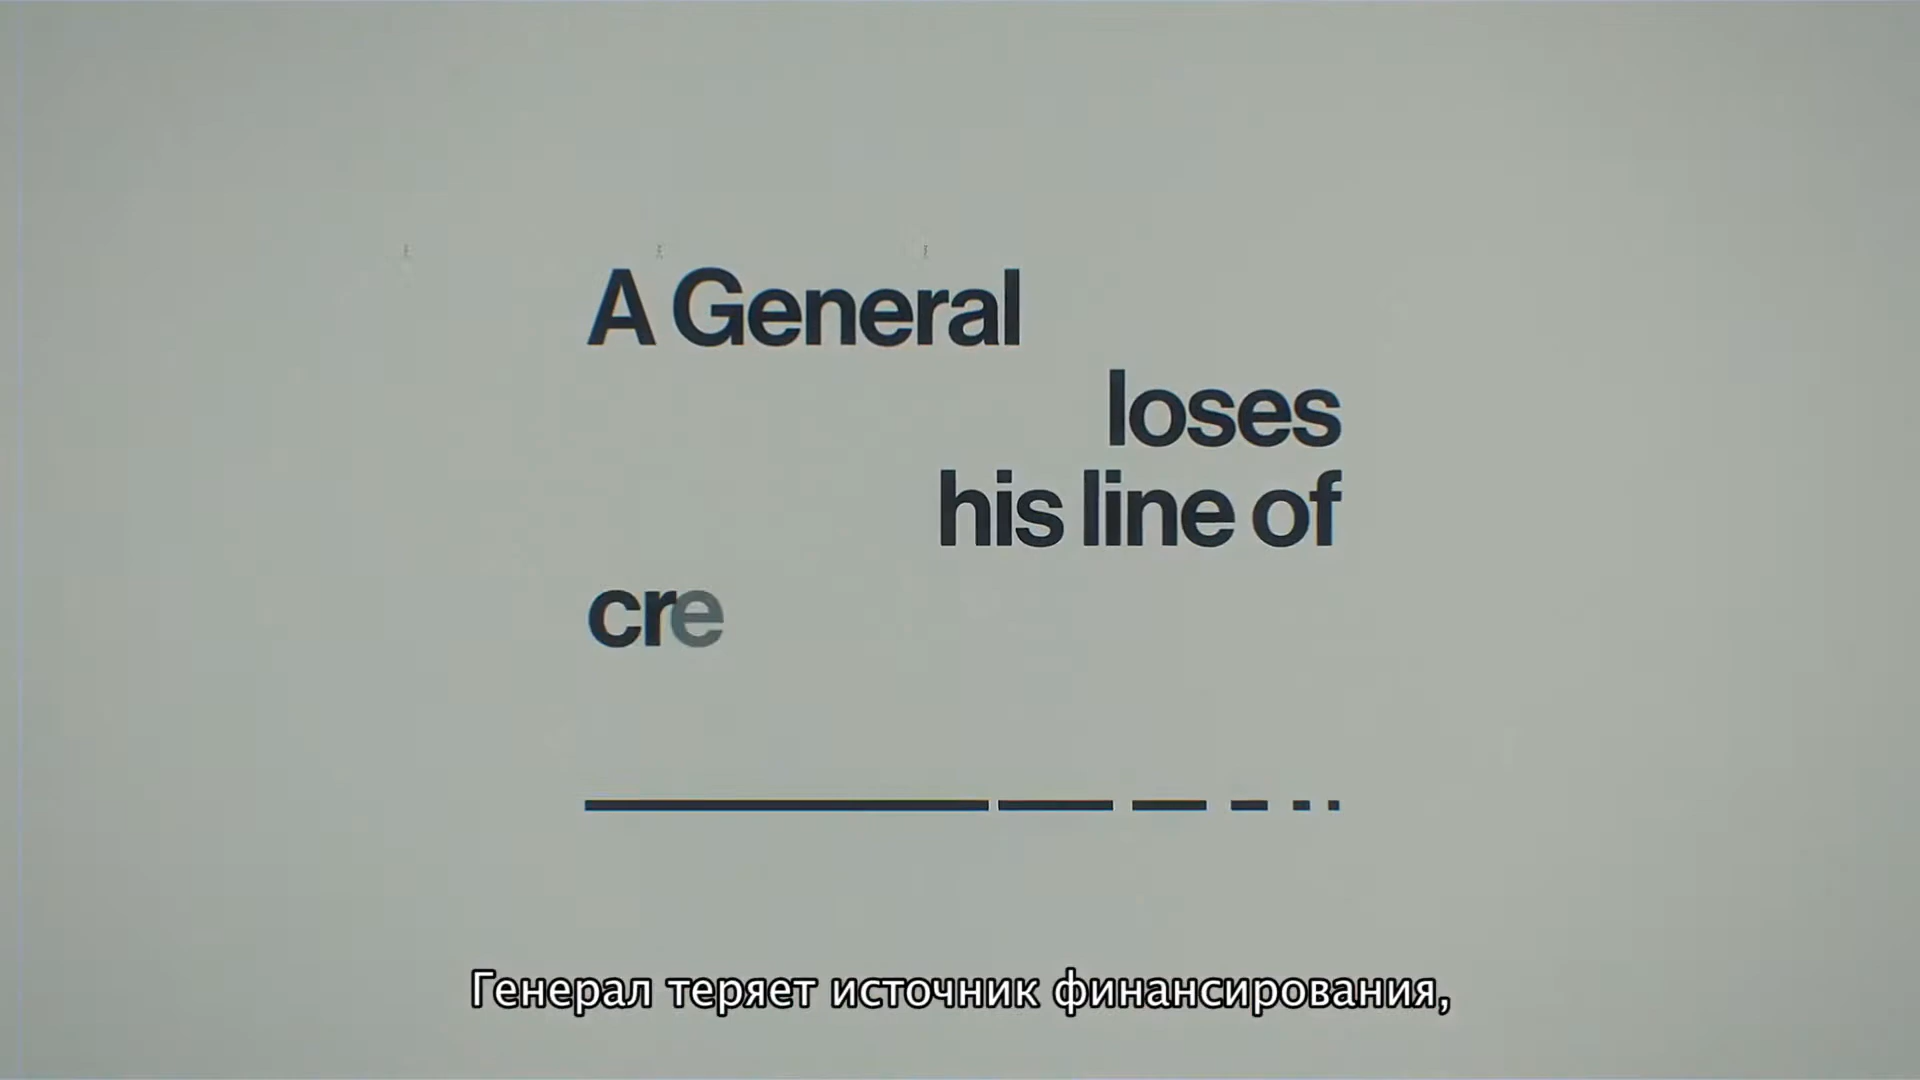 A General
loses
his line of
cre
Генерал теряет источник финансирования,